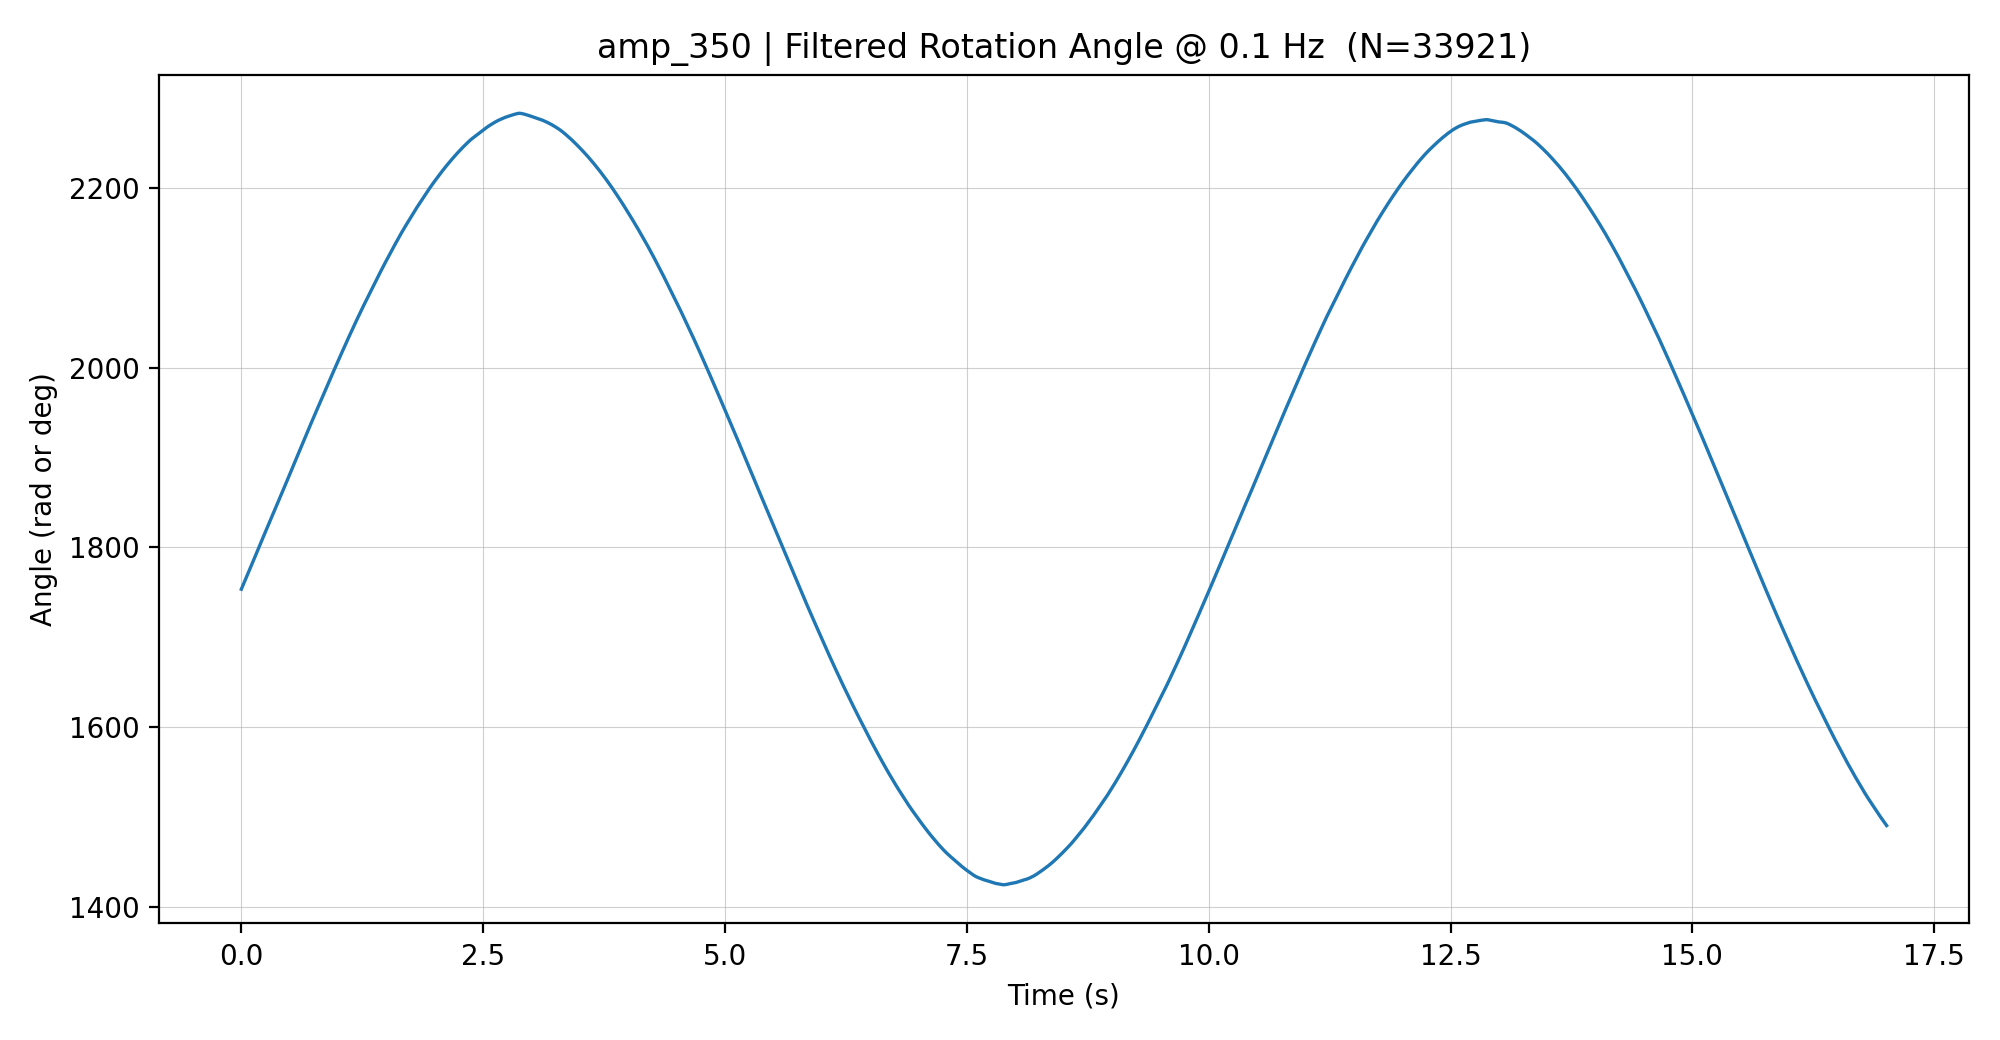 amp_350 | Filtered Rotation Angle @ 0.1 Hz  (N=33921)
Angle (rad or deg)
2200
2000
1800
1600
1400
0.0 2.5 5.0 7.5 10.0 12.5 15.0 17.5
Time (s)